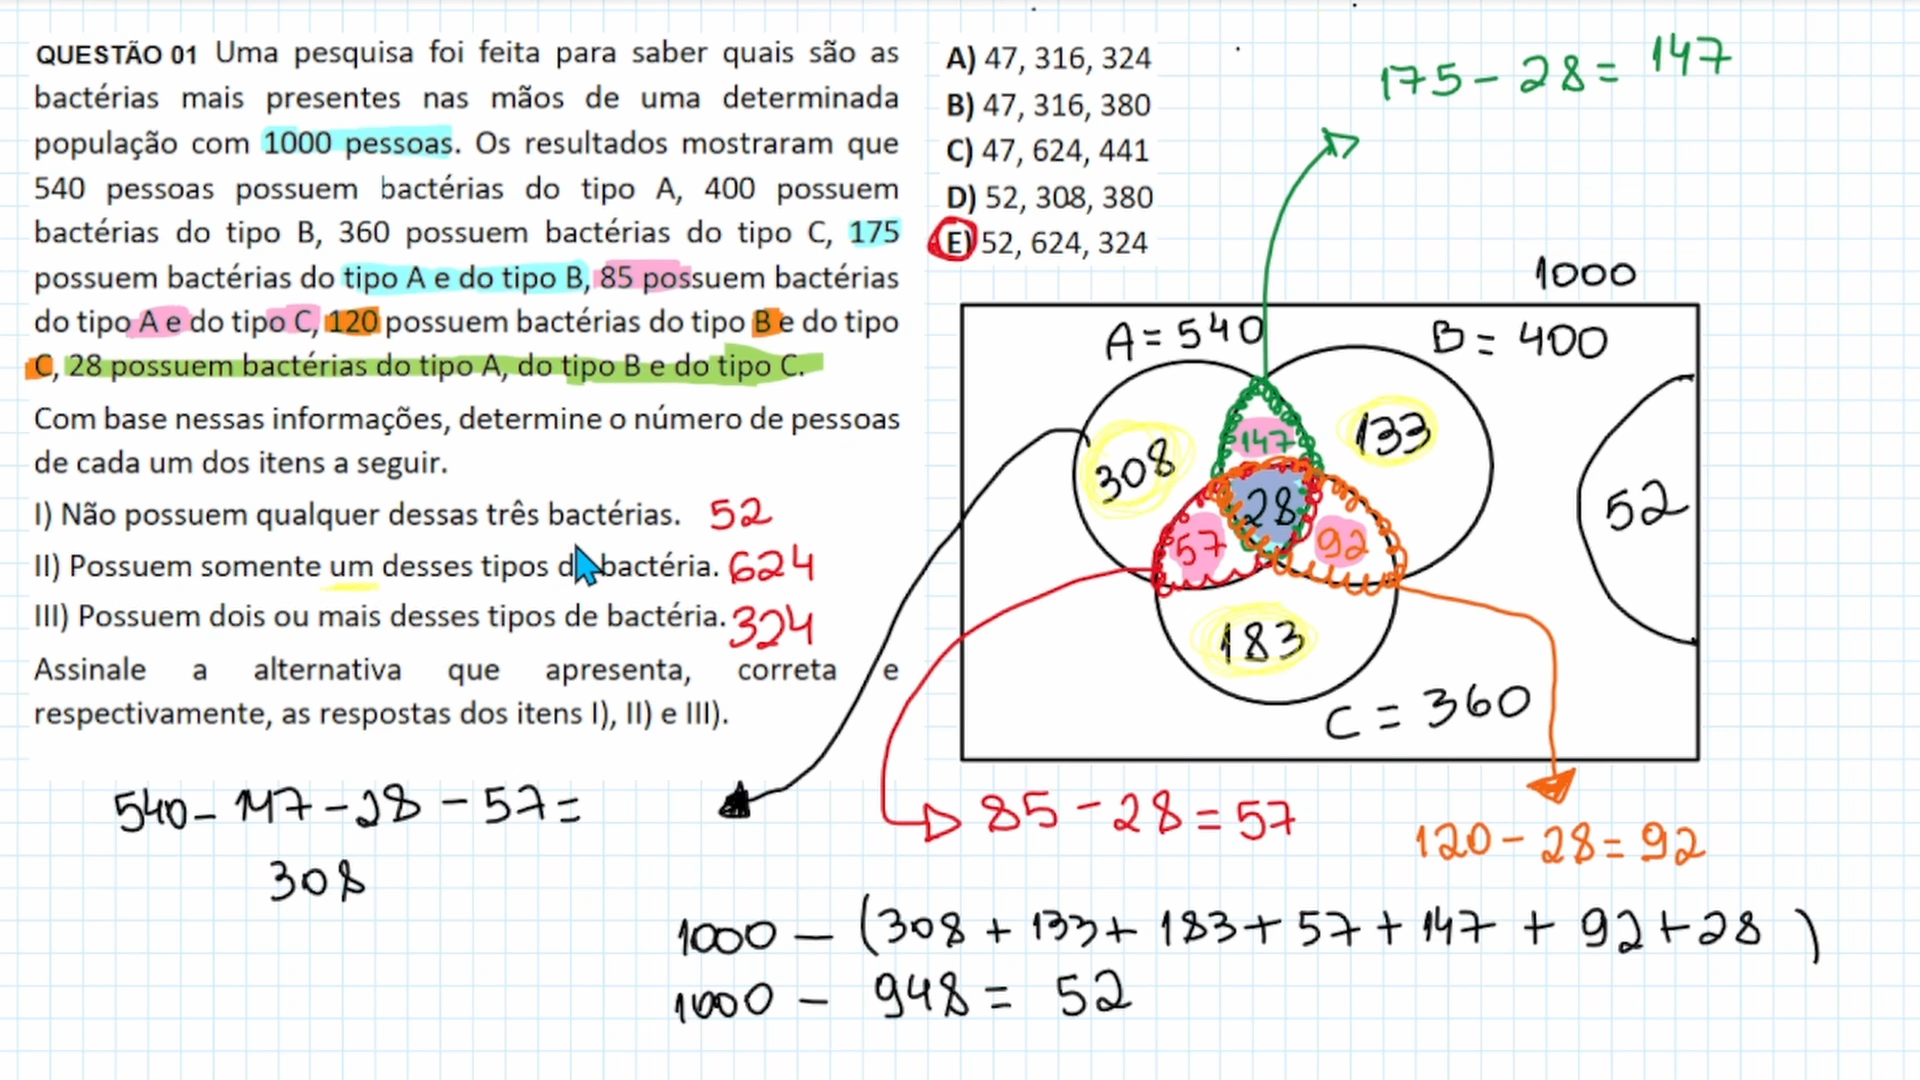 QUESTÃO 01 Uma pesquisa foi feita para saber quais são as
bactérias mais presentes nas mãos de uma determinada
população com 1000 pessoas. Os resultados mostraram que
540 pessoas possuem bactérias do tipo A, 400 possuem
bactérias do tipo B, 360 possuem bactérias do tipo C, 175
possuem bactérias do tipo A e do tipo B, 85 possuem bactérias
do tipo A e do tipo C, 120 possuem bactérias do tipo B e do tipo
C, 28 possuem bactérias do tipo A, do tipo B e do tipo C.
Com base nessas informações, determine o número de pessoas
de cada um dos itens a seguir.
I) Não possuem qualquer dessas três bactérias. 52
II) Possuem somente um desses tipos de bactéria. 624
III) Possuem dois ou mais desses tipos de bactéria. 324
Assinale a alternativa que apresenta, correta e
respectivamente, as respostas dos itens I), II) e III).
A) 47, 316, 324
B) 47, 316, 380
C) 47, 624, 441
D) 52, 308, 380
E) 52, 624, 324
175 - 28 = 147
1000
A = 540
B = 400
308
147
133
28
57
92
52
183
C = 360
540 - 147 - 28 - 57 =
308
85 - 28 = 57
120 - 28 = 92
1000 - (308 + 133 + 183 + 57 + 147 + 92 + 28)
1000 - 948 = 52